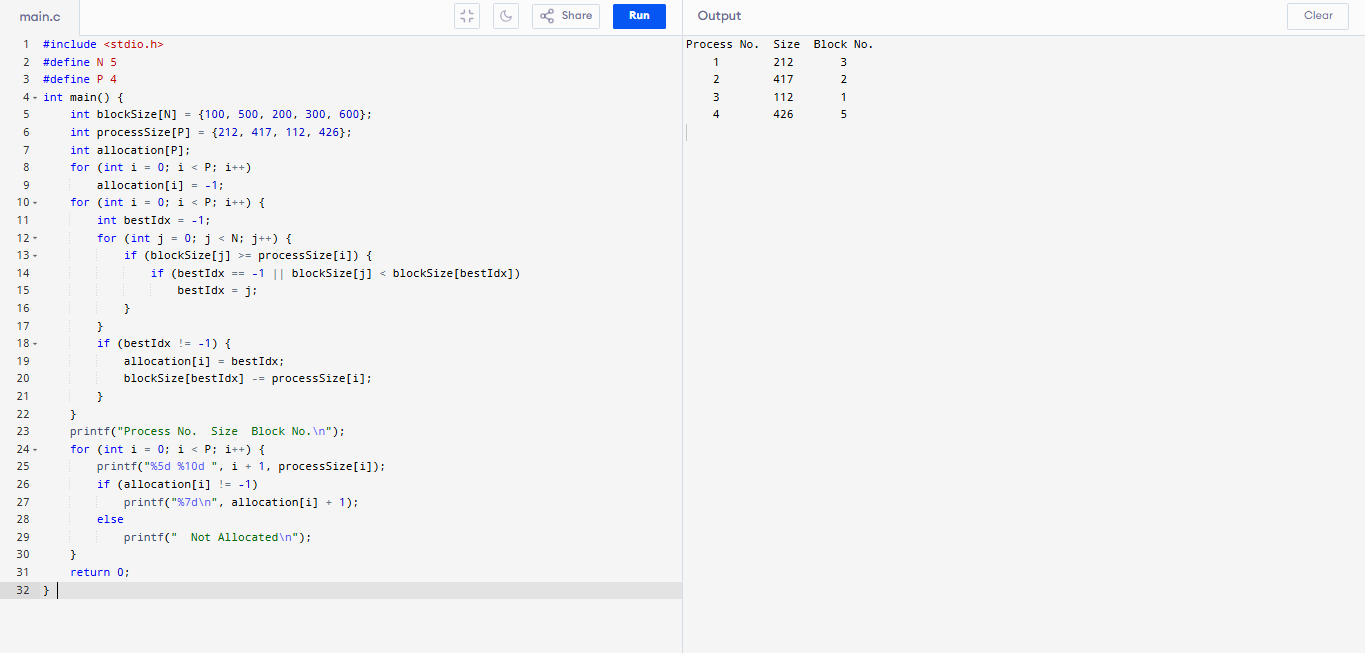 main.c Share Run Output Clear
1 #include <stdio.h>
2 #define N 5
3 #define P 4
4 int main() {
5     int blockSize[N] = {100, 500, 200, 300, 600};
6     int processSize[P] = {212, 417, 112, 426};
7     int allocation[P];
8     for (int i = 0; i < P; i++)
9         allocation[i] = -1;
10     for (int i = 0; i < P; i++) {
11         int bestIdx = -1;
12         for (int j = 0; j < N; j++) {
13             if (blockSize[j] >= processSize[i]) {
14                 if (bestIdx == -1 || blockSize[j] < blockSize[bestIdx])
15                     bestIdx = j;
16             }
17         }
18         if (bestIdx != -1) {
19             allocation[i] = bestIdx;
20             blockSize[bestIdx] -= processSize[i];
21         }
22     }
23     printf("Process No.  Size  Block No.\n");
24     for (int i = 0; i < P; i++) {
25         printf("%5d %10d ", i + 1, processSize[i]);
26         if (allocation[i] != -1)
27             printf("%7d\n", allocation[i] + 1);
28         else
29             printf("  Not Allocated\n");
30     }
31     return 0;
32 }
Process No.  Size  Block No.
1 212 3
2 417 2
3 112 1
4 426 5